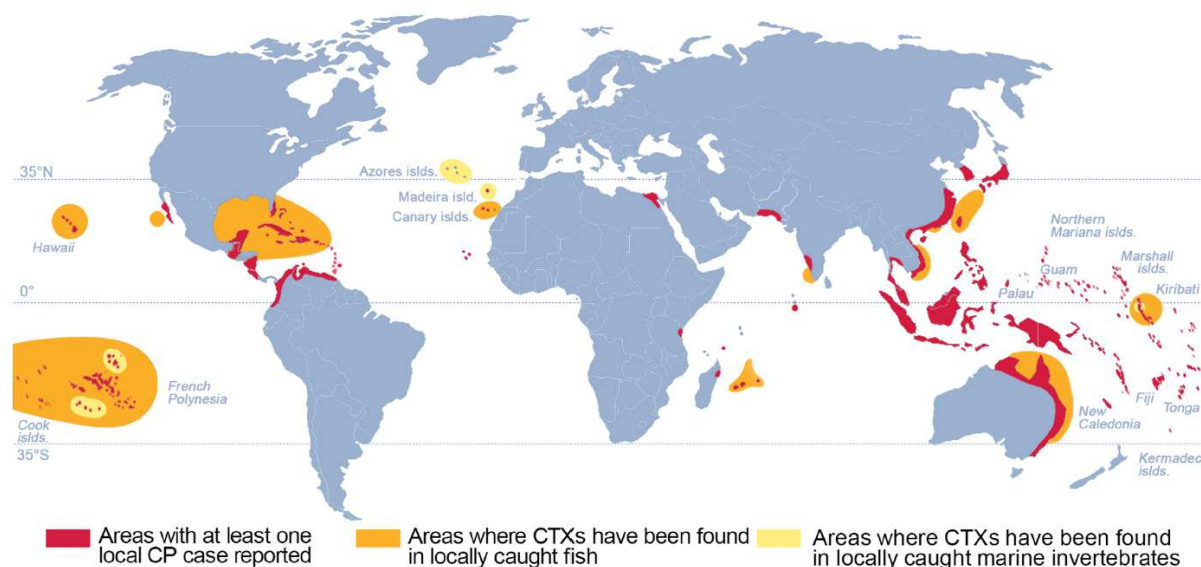 Azores islds.
35°N
Madeira isld.
Canary islds.
Hawaii
Northern
Mariana islds.
Guam
Marshall
islds.
Kiribati
Palau
0°
French
Polynesia
Cook
islds.
Fiji
Tonga
New
Caledonia
35°S
Kermadec
islds.
Areas with at least one
local CP case reported
Areas where CTXs have been found
in locally caught fish
Areas where CTXs have been found
in locally caught marine invertebrates